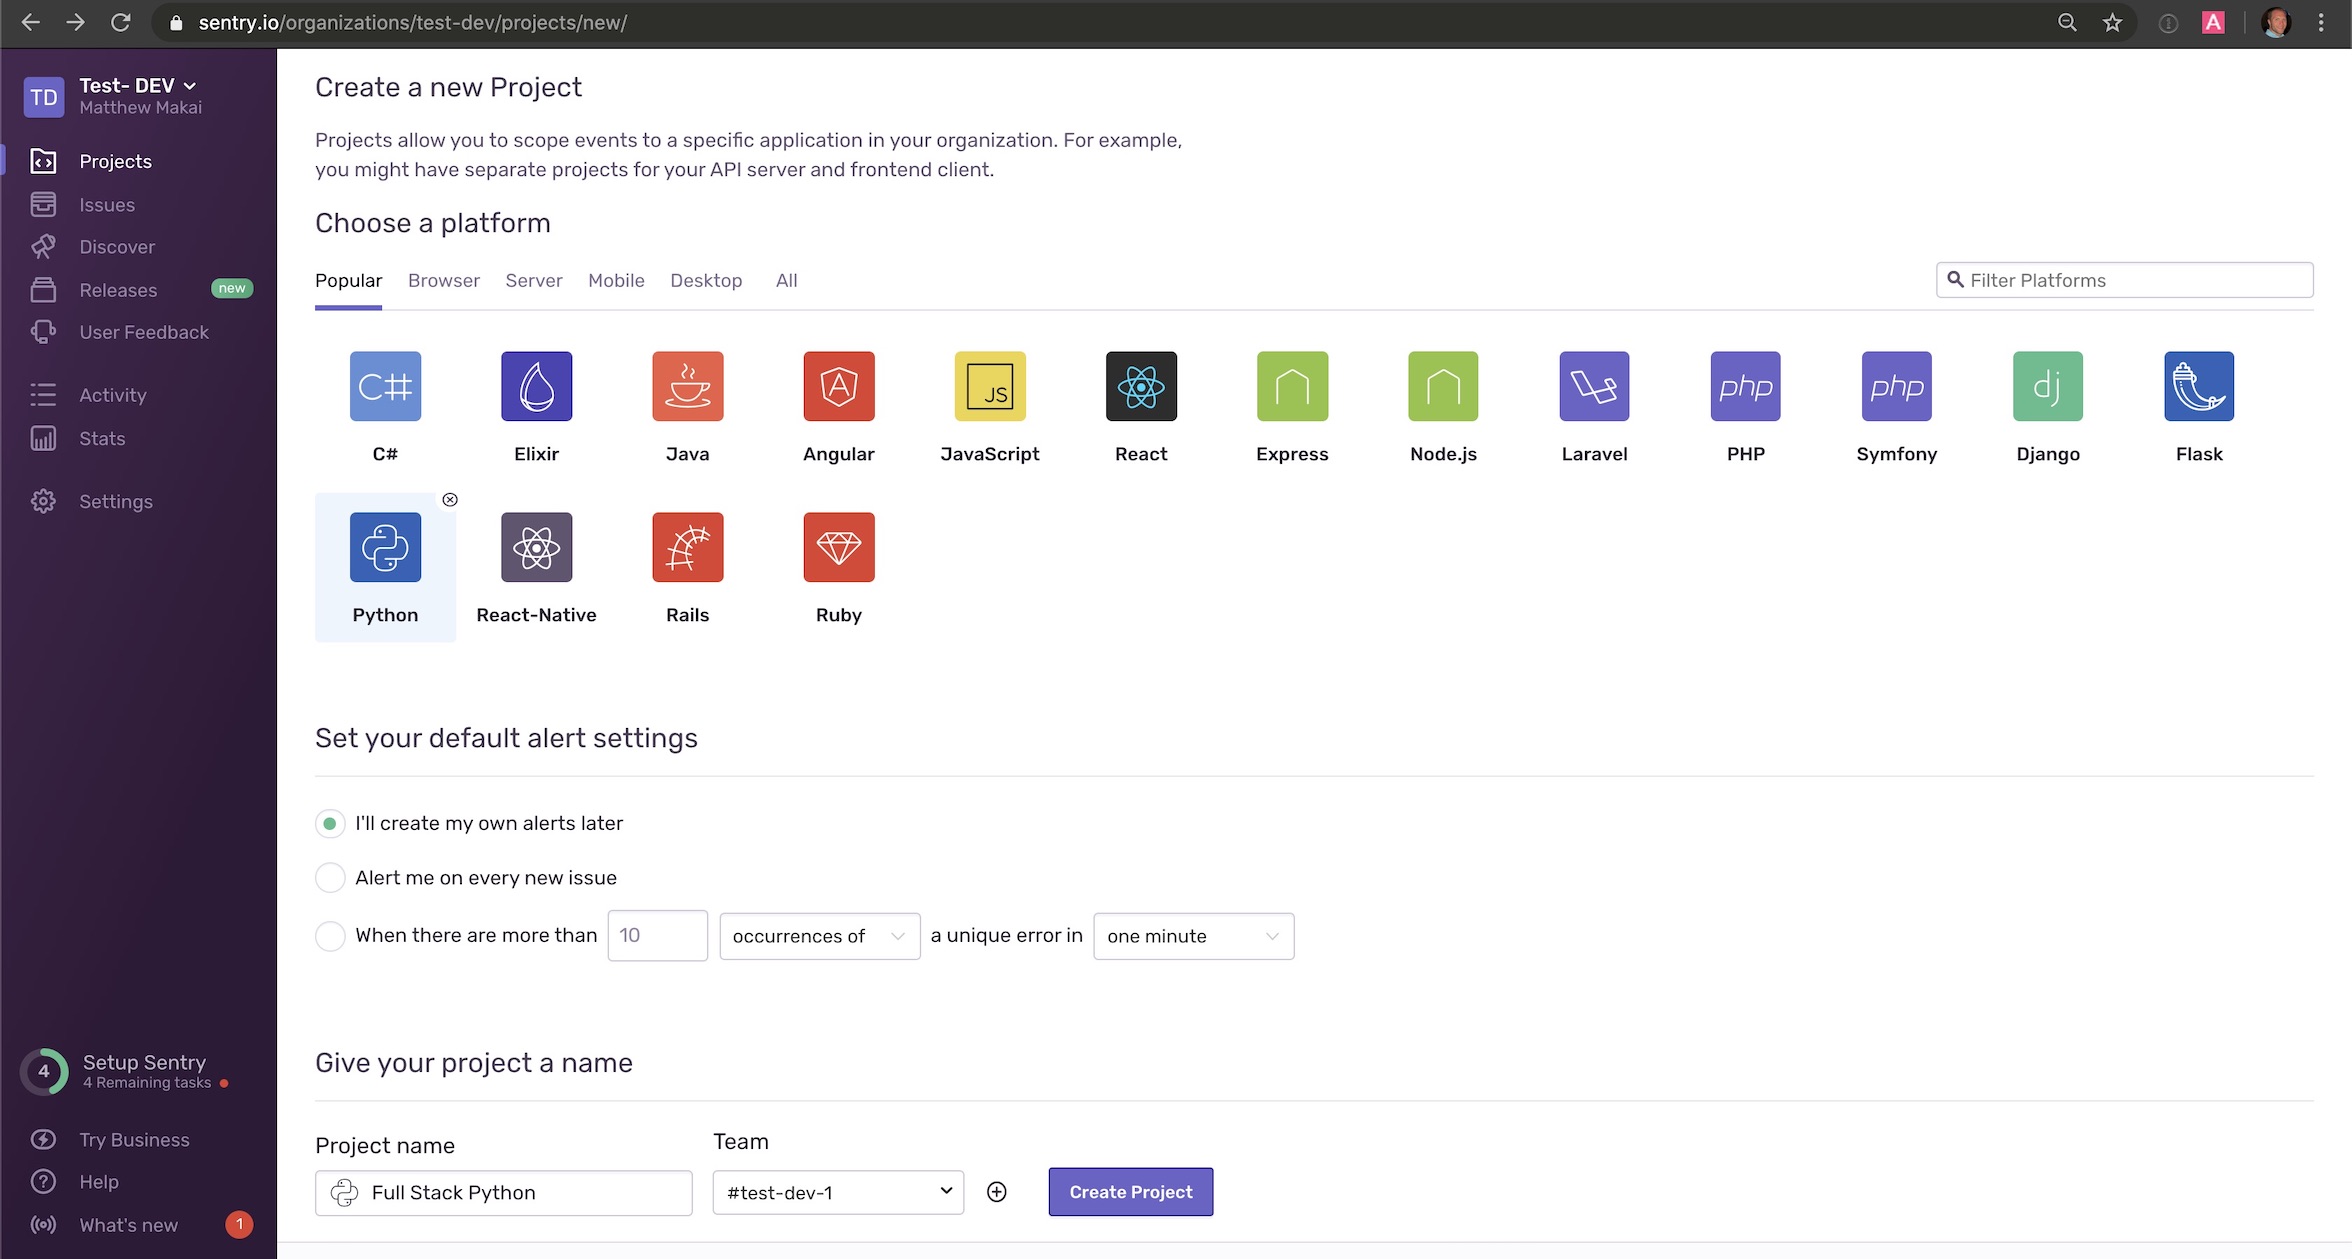 sentry.io/organizations/test-dev/projects/new/
A
TD
Test- DEV
Matthew Makai
Projects
Issues
Discover
Releases new
User Feedback
Activity
Stats
Settings
4
Setup Sentry
4 Remaining tasks
Try Business
Help
What's new 1
Create a new Project
Projects allow you to scope events to a specific application in your organization. For example,
you might have separate projects for your API server and frontend client.
Choose a platform
Popular Browser Server Mobile Desktop All
Filter Platforms
C# JS php php dj
C# Elixir Java Angular JavaScript React Express Node.js Laravel PHP Symfony Django Flask
Python React-Native Rails Ruby
Set your default alert settings
I'll create my own alerts later
Alert me on every new issue
When there are more than 10 occurrences of a unique error in one minute
Give your project a name
Project name Team
Full Stack Python #test-dev-1 Create Project